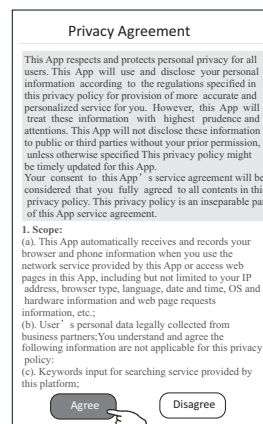 Privacy Agreement
This App respects and protects personal privacy for all
users. This App will use and disclose your personal
information according to the regulations specified in
this privacy policy for provision of more accurate and
personalized service for you. However, this App will
treat these information with highest prudence and
attentions. This App will not disclose these information
to public or third parties without your prior permission,
unless otherwise specified This privacy policy might
be timely updated for this App.
Your consent to this App’s service agreement will be
considered that you fully agreed to all contents in this
privacy policy. This privacy policy is an inseparable par
of this App service agreement.
1. Scope:
(a). This App automatically receives and records your
browser and phone information when you use the
network service provided by this App or access web
pages in this App, including but not limited to your IP
address, browser type, language, date and time, OS and
hardware information and web page requests
information, etc.;
(b). User’s personal data legally collected from
business partners;You understand and agree the
following information are not applicable for this privacy
policy:
(c). Keywords input for searching service provided by
this platform;
Agree Disagree